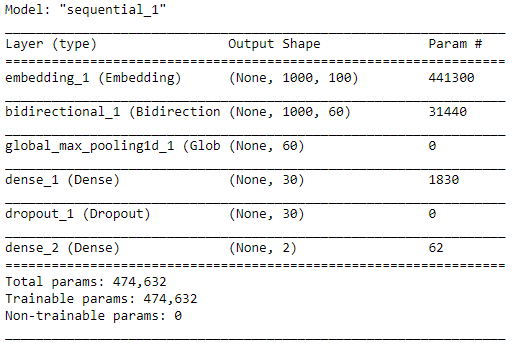 Model: "sequential_1"
_________________________________________________________________
Layer (type)                 Output Shape              Param #
=================================================================
embedding_1 (Embedding)      (None, 1000, 100)         441300
_________________________________________________________________
bidirectional_1 (Bidirection (None, 1000, 60)          31440
_________________________________________________________________
global_max_pooling1d_1 (Glob (None, 60)                0
_________________________________________________________________
dense_1 (Dense)              (None, 30)                1830
_________________________________________________________________
dropout_1 (Dropout)          (None, 30)                0
_________________________________________________________________
dense_2 (Dense)              (None, 2)                 62
=================================================================
Total params: 474,632
Trainable params: 474,632
Non-trainable params: 0
_________________________________________________________________